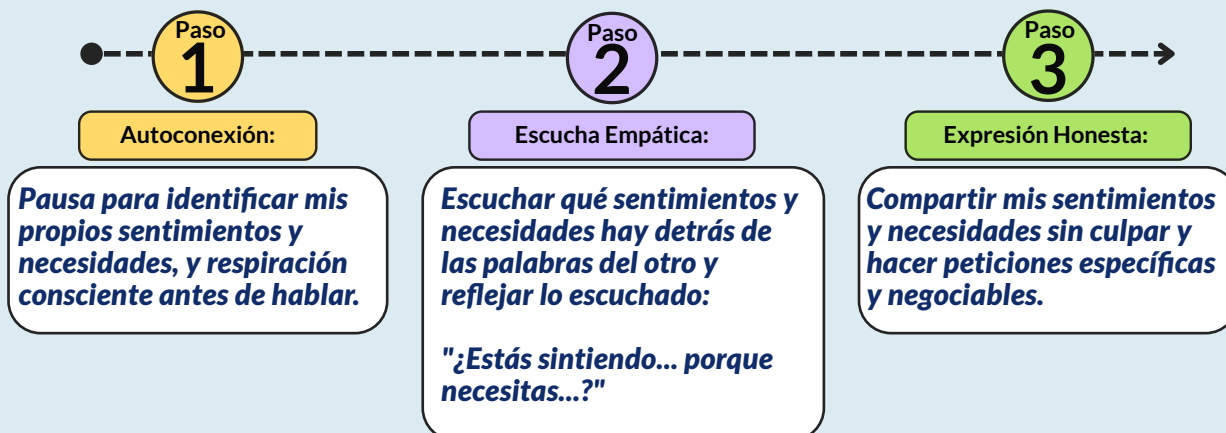 Paso
1
Autoconexión:
Pausa para identificar mis
propios sentimientos y
necesidades, y respiración
consciente antes de hablar.
Paso
2
Escucha Empática:
Escuchar qué sentimientos y
necesidades hay detrás de
las palabras del otro y
reflejar lo escuchado:
"¿Estás sintiendo... porque
necesitas...?"
Paso
3
Expresión Honesta:
Compartir mis sentimientos
y necesidades sin culpar y
hacer peticiones específicas
y negociables.